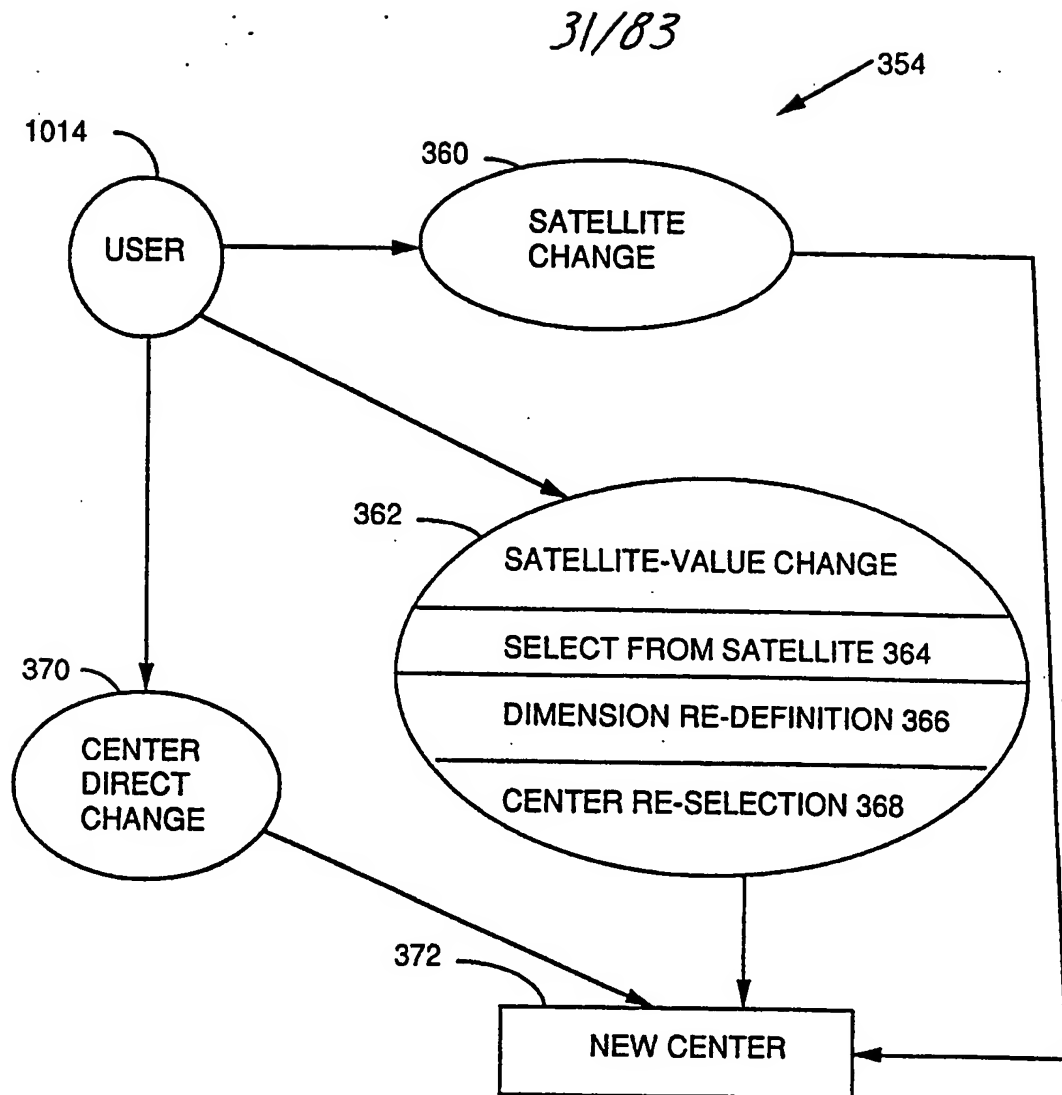 31/83
354
1014
360
USER
SATELLITE
CHANGE
362
SATELLITE-VALUE CHANGE
SELECT FROM SATELLITE 364
370
DIMENSION RE-DEFINITION 366
CENTER
DIRECT
CHANGE
CENTER RE-SELECTION 368
372
NEW CENTER